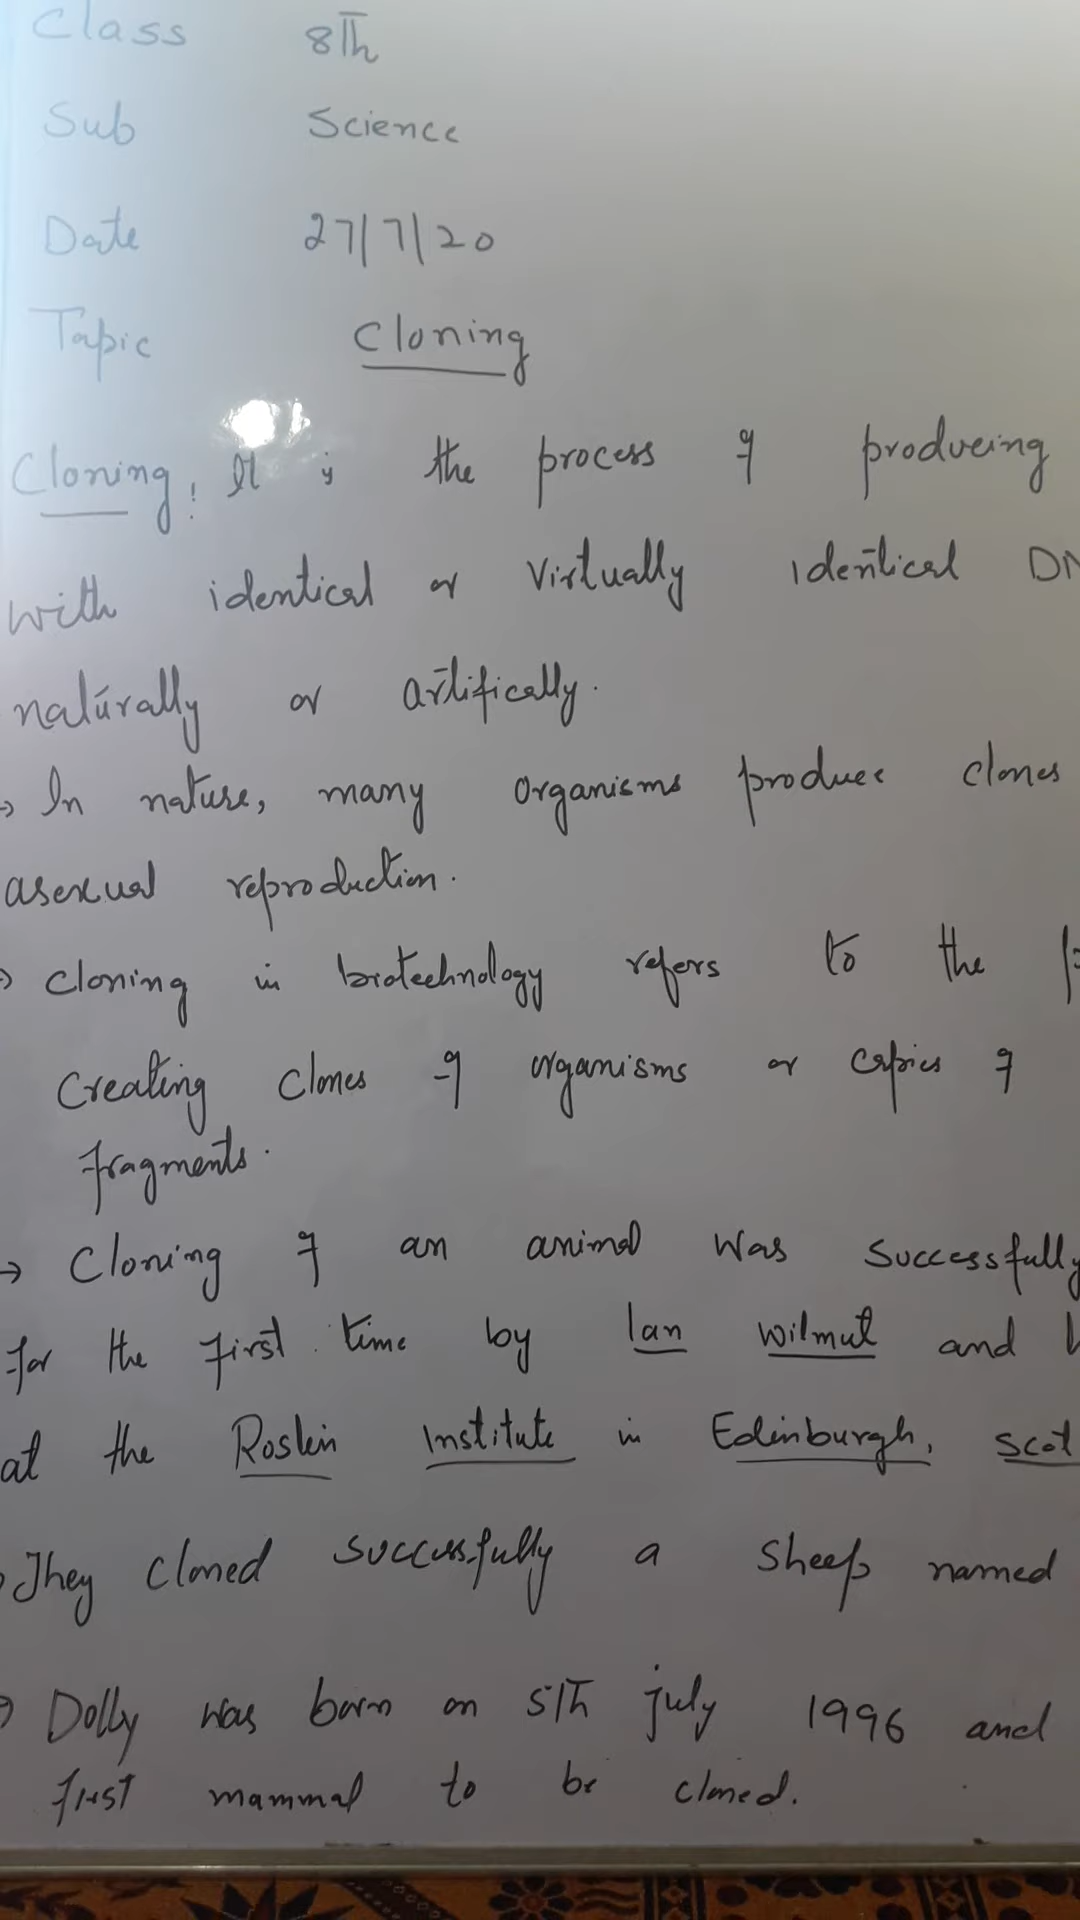 Class 8Th
Sub Science
Date 27/7/20
Topic Cloning
Cloning: It is the process of producing
with identical or virtually identical DN
naturally or artifically.
→ In nature, many organisms produce clones
asexual reproduction.
→ Cloning in biotechnology refers to the
Creating clones of organisms or copies of
fragments.
→ Cloning of an animal was successfully
for the first time by Ian wilmut and
at the Roslin Institute in Edinburgh, scot
They cloned successfully a sheep named
→ Dolly was born on 5Th july 1996 and
first mammal to be cloned.